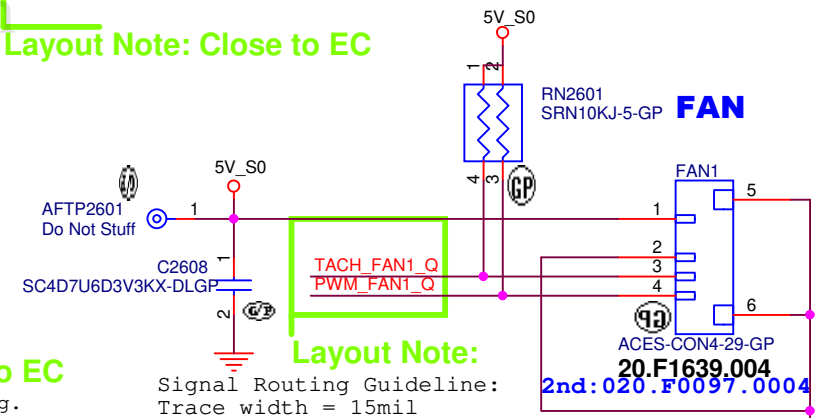 Layout Note: Close to EC
5V_S0
1
2
RN2601
SRN10KJ-5-GP
FAN
4
3
GP
5V_S0
FAN1
AFTP2601
Do Not Stuff
1
1
5
2
TACH_FAN1_Q
3
PWM_FAN1_Q
4
6
C2608
SC4D7U6D3V3KX-DLGP
1
2
ACES-CON4-29-GP
20.F1639.004
2nd:020.F0097.0004
o EC
g.
Layout Note:
Signal Routing Guideline:
Trace width = 15mil